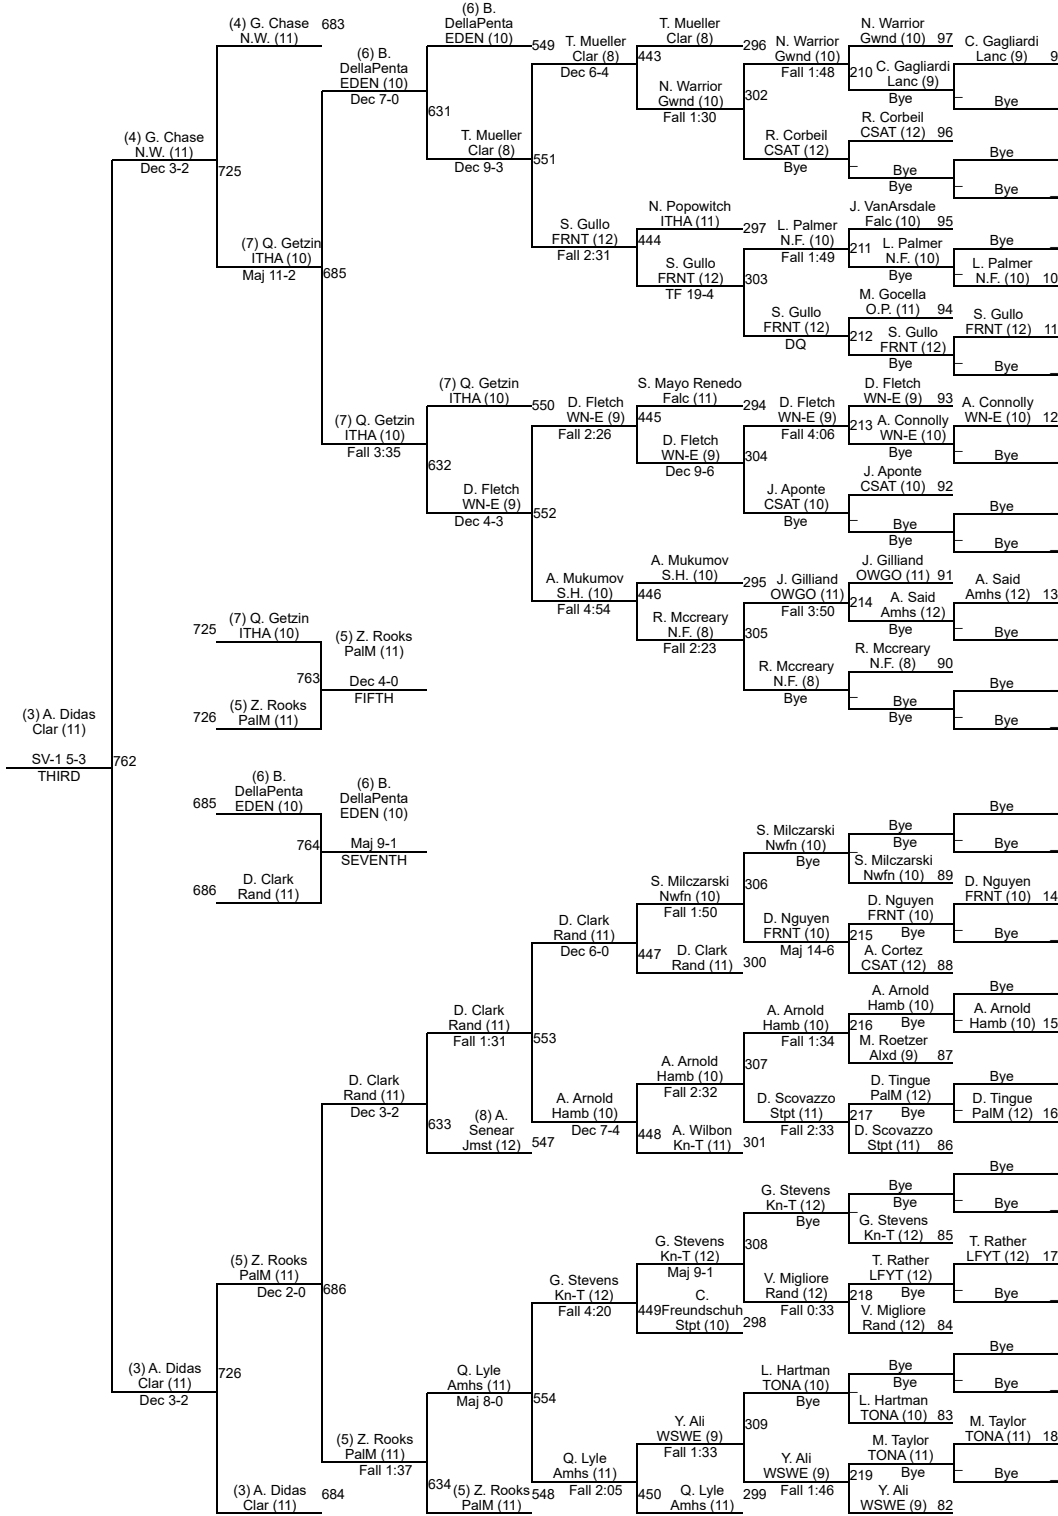 (4) G. Chase
N.W. (11)
683
(6) B.
DellaPenta
EDEN (10)
Dec 7-0
(6) B.
DellaPenta
EDEN (10)
549
T. Mueller
Clar (8)
Dec 6-4
T. Mueller
Clar (8)
443
296
N. Warrior
Gwnd (10)
Fall 1:48
N. Warrior
Gwnd (10)
97
C. Gagliardi
Lanc (9)
9
210
C. Gagliardi
Lanc (9)
Bye
Bye
N. Warrior
Gwnd (10)
Fall 1:30
302
631
T. Mueller
Clar (8)
Dec 9-3
551
R. Corbeil
CSAT (12)
Bye
R. Corbeil
CSAT (12)
96
Bye
Bye
Bye
Bye
(4) G. Chase
N.W. (11)
Dec 3-2
725
N. Popowitch
ITHA (11)
297
L. Palmer
N.F. (10)
Fall 1:49
J. VanArsdale
Falc (10)
95
Bye
S. Gullo
FRNT (12)
Fall 2:31
444
211
L. Palmer
N.F. (10)
Bye
L. Palmer
N.F. (10)
10
(7) Q. Getzin
ITHA (10)
Maj 11-2
685
S. Gullo
FRNT (12)
TF 19-4
303
M. Gocella
O.P. (11)
94
S. Gullo
FRNT (12)
11
S. Gullo
FRNT (12)
DQ
212
S. Gullo
FRNT (12)
Bye
Bye
(7) Q. Getzin
ITHA (10)
550
S. Mayo Renedo
Falc (11)
294
D. Fletch
WN-E (9)
93
A. Connolly
WN-E (10)
12
D. Fletch
WN-E (9)
Fall 2:26
445
D. Fletch
WN-E (9)
Fall 4:06
213
A. Connolly
WN-E (10)
Bye
Bye
(7) Q. Getzin
ITHA (10)
Fall 3:35
D. Fletch
WN-E (9)
Dec 9-6
304
632
D. Fletch
WN-E (9)
Dec 4-3
552
J. Aponte
CSAT (10)
Bye
J. Aponte
CSAT (10)
92
Bye
Bye
Bye
Bye
A. Mukumov
S.H. (10)
295
J. Gilliand
OWGO (11)
91
A. Said
Amhs (12)
13
A. Mukumov
S.H. (10)
Fall 4:54
446
J. Gilliand
OWGO (11)
Fall 3:50
214
A. Said
Amhs (12)
Bye
Bye
725
(7) Q. Getzin
ITHA (10)
(5) Z. Rooks
PalM (11)
R. Mccreary
N.F. (8)
Fall 2:23
305
R. Mccreary
N.F. (8)
90
763
Dec 4-0
FIFTH
R. Mccreary
N.F. (8)
Bye
Bye
Bye
Bye
Bye
726
(5) Z. Rooks
PalM (11)
(3) A. Didas
Clar (11)
SV-1 5-3
THIRD
762
685
(6) B.
DellaPenta
EDEN (10)
(6) B.
DellaPenta
EDEN (10)
Bye
764
Maj 9-1
SEVENTH
S. Milczarski
Nwfn (10)
Bye
Bye
Bye
Bye
686
D. Clark
Rand (11)
S. Milczarski
Nwfn (10)
Fall 1:50
306
S. Milczarski
Nwfn (10)
89
D. Nguyen
FRNT (10)
14
D. Clark
Rand (11)
Dec 6-0
D. Nguyen
FRNT (10)
Maj 14-6
D. Nguyen
FRNT (10)
215
Bye
Bye
447
D. Clark
Rand (11)
300
A. Cortez
CSAT (12)
88
D. Clark
Rand (11)
Fall 1:31
553
A. Arnold
Hamb (10)
Fall 1:34
A. Arnold
Hamb (10)
Bye
216
Bye
A. Arnold
Hamb (10)
15
M. Roetzer
Alxd (9)
87
D. Clark
Rand (11)
Dec 3-2
A. Arnold
Hamb (10)
Fall 2:32
307
633
(8) A.
Senear
Jmst (12)
547
A. Arnold
Hamb (10)
Dec 7-4
D. Scovazzo
Stpt (11)
Fall 2:33
D. Tingue
PalM (12)
Bye
217
Bye
D. Tingue
PalM (12)
16
448
A. Wilbon
Kn-T (11)
301
D. Scovazzo
Stpt (11)
86
G. Stevens
Kn-T (12)
Bye
Bye
Bye
Bye
Bye
G. Stevens
Kn-T (12)
85
(5) Z. Rooks
PalM (11)
Dec 2-0
686
G. Stevens
Kn-T (12)
Maj 9-1
308
T. Rather
LFYT (12)
17
G. Stevens
Kn-T (12)
Fall 4:20
V. Migliore
Rand (12)
Fall 0:33
T. Rather
LFYT (12)
218
Bye
Bye
C.
449
Freundschuh
Stpt (10)
298
V. Migliore
Rand (12)
84
(3) A. Didas
Clar (11)
Dec 3-2
726
Q. Lyle
Amhs (11)
Maj 8-0
554
L. Hartman
TONA (10)
Bye
Bye
Bye
Bye
Bye
L. Hartman
TONA (10)
83
Y. Ali
WSWE (9)
Fall 1:33
309
M. Taylor
TONA (11)
18
(5) Z. Rooks
PalM (11)
Fall 1:37
Q. Lyle
Amhs (11)
Fall 2:05
Y. Ali
WSWE (9)
Fall 1:46
M. Taylor
TONA (11)
219
Bye
Bye
(3) A. Didas
Clar (11)
684
634
(5) Z. Rooks
PalM (11)
548
450
Q. Lyle
Amhs (11)
299
Y. Ali
WSWE (9)
82